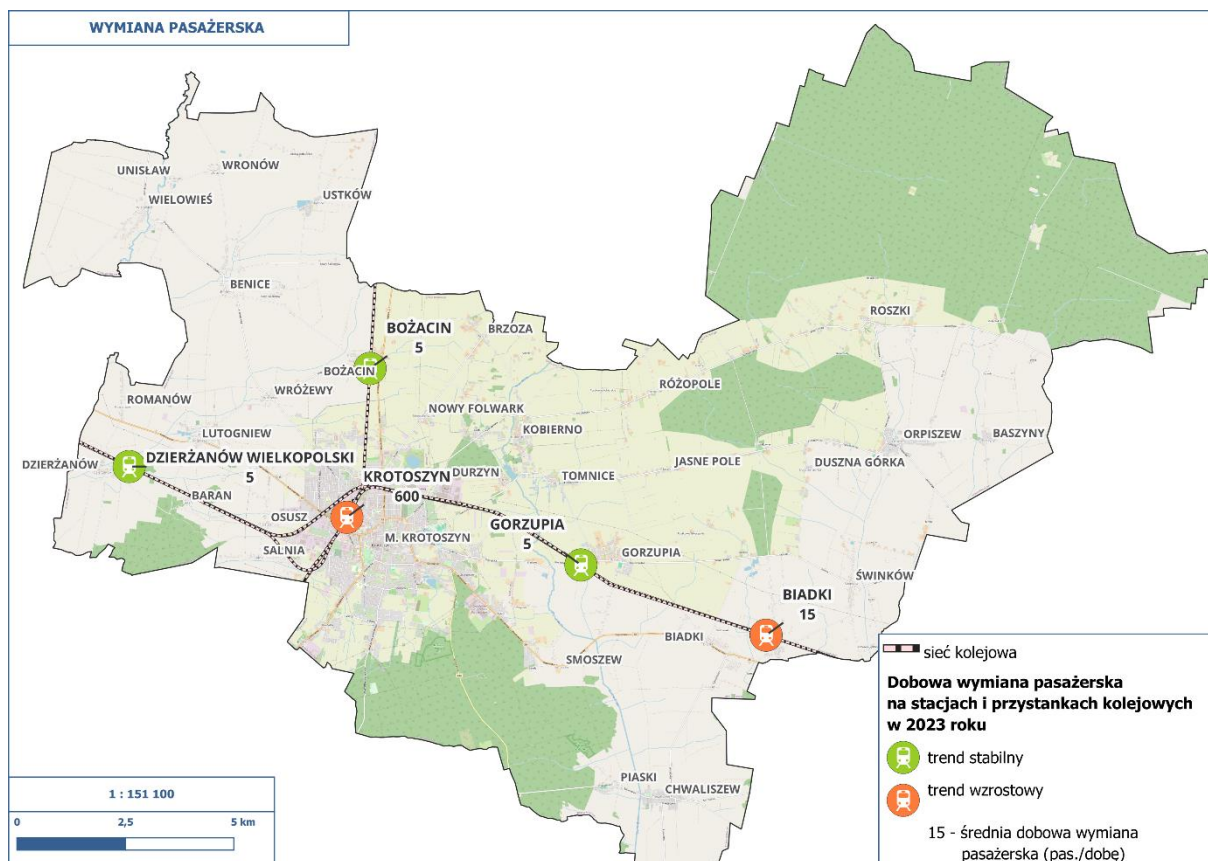 WYMIANA PASAŻERSKA
UNISŁAW
WRONÓW
WIELOWIEŚ
USTKÓW
BENICE
ROSZKI
BOŻACIN
5
BRZOZA
BOŻACIN
RÓŻOPOLE
WRÓŻEWY
ROMANÓW
NOWY FOLWARK
KOBIERNO
LUTOGNIEW
ORPISZEW
BASZYNY
DZIERŻANÓW
DZIERŻANÓW WIELKOPOLSKI
5
JASNE POLE
DUSZNA GÓRKA
DURZYN
TOMNICE
KROTOSZYN
600
BARAN
OSUSZ
GORZUPIA
5
M. KROTOSZYN
SALNIA
GORZUPIA
ŚWINKÓW
BIADKI
15
BIADKI
SMOSZEW
PIASKI
CHWALISZEW
sieć kolejowa
Dobowa wymiana pasażerska
na stacjach i przystankach kolejowych
w 2023 roku
trend stabilny
trend wzrostowy
15 - średnia dobowa wymiana
pasażerska (pas./dobę)
1 : 151 100
0 2,5 5 km